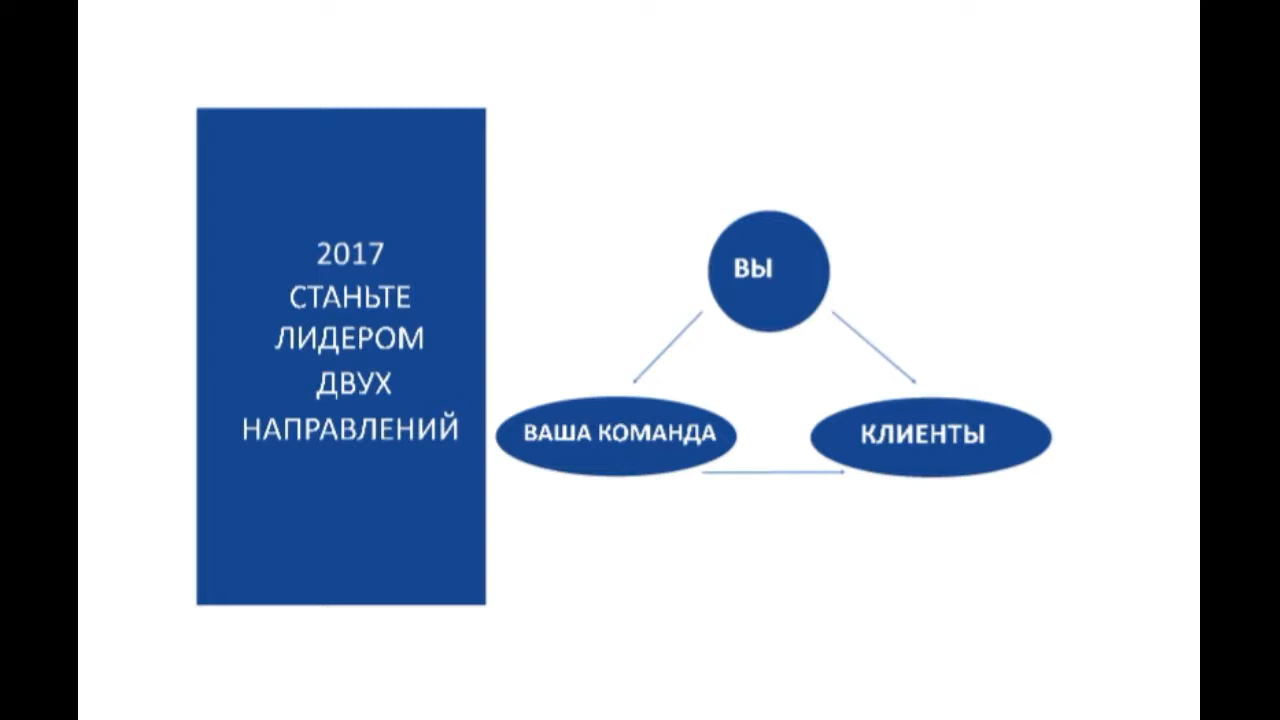 2017
СТАНЬТЕ
ЛИДЕРОМ
ДВУХ
НАПРАВЛЕНИЙ
ВЫ
ВАША КОМАНДА
КЛИЕНТЫ